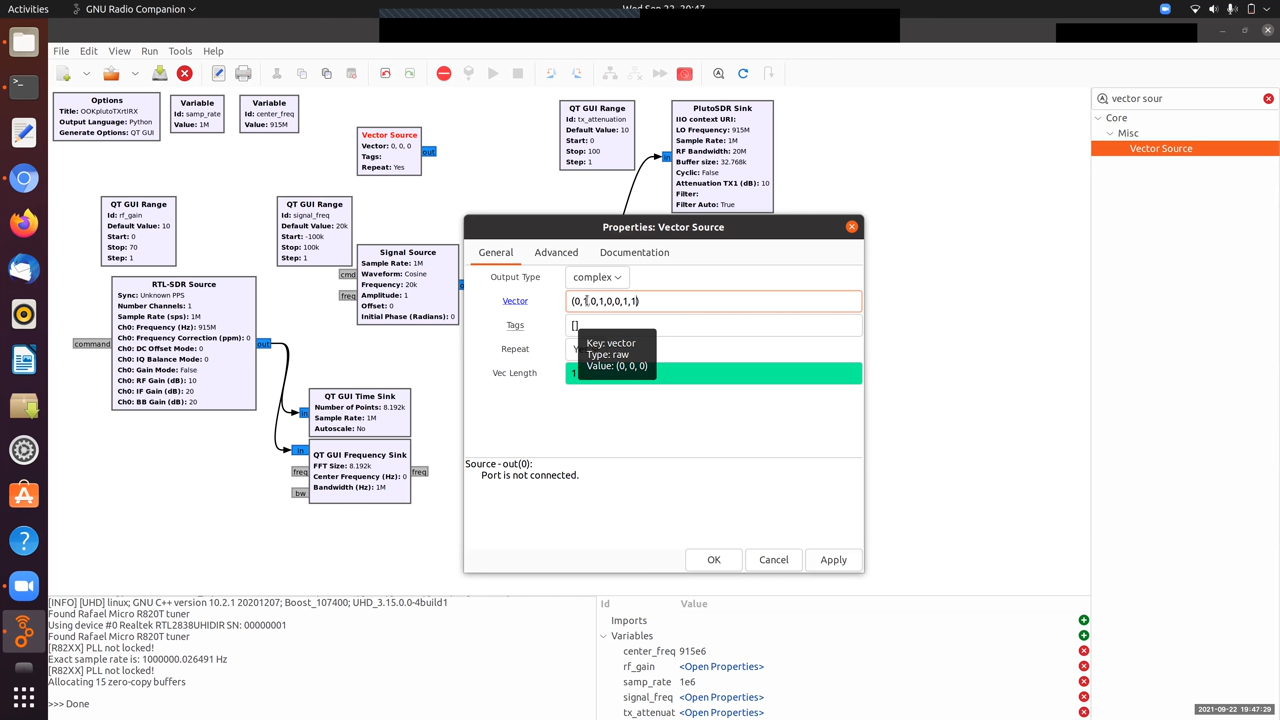 Activities
GNU Radio Companion
Wed Sep 22 20:47
File Edit View Run Tools Help
Options
Title: OOKplutoTXrtlRX
Output Language: Python
Generate Options: QT GUI
Variable
Id: samp_rate
Value: 1M
Variable
Id: center_freq
Value: 915M
Vector Source
Vector: 0, 0, 0
Tags:
Repeat: Yes
out
QT GUI Range
Id: tx_attenuation
Default Value: 10
Start: 0
Stop: 100
Step: 1
PlutoSDR Sink
IIO context URI:
LO Frequency: 915M
Sample Rate: 1M
RF Bandwidth: 20M
Buffer size: 32.768k
Cyclic: False
Attenuation TX1 (dB): 10
Filter:
Filter Auto: True
in
QT GUI Range
Id: rf_gain
Default Value: 10
Start: 0
Stop: 70
Step: 1
QT GUI Range
Id: signal_freq
Default Value: 20k
Start: -100k
Stop: 100k
Step: 1
Signal Source
Sample Rate: 1M
Waveform: Cosine
Frequency: 20k
Amplitude: 1
Offset: 0
Initial Phase (Radians): 0
cmd
freq
RTL-SDR Source
Sync: Unknown PPS
Number Channels: 1
Sample Rate (sps): 1M
Ch0: Frequency (Hz): 915M
Ch0: Frequency Correction (ppm): 0
Ch0: DC Offset Mode: 0
Ch0: IQ Balance Mode: 0
Ch0: Gain Mode: False
Ch0: RF Gain (dB): 10
Ch0: IF Gain (dB): 20
Ch0: BB Gain (dB): 20
command
out
QT GUI Time Sink
Number of Points: 8.192k
Sample Rate: 1M
Autoscale: No
in
QT GUI Frequency Sink
FFT Size: 8.192k
Center Frequency (Hz): 0
Bandwidth (Hz): 1M
in
freq
bw
freq
Properties: Vector Source
General Advanced Documentation
Output Type complex
Vector (0,1,0,1,0,0,1,1)
Tags []
Repeat
Vec Length 1
Key: vector
Type: raw
Value: (0, 0, 0)
Source - out(0):
Port is not connected.
OK Cancel Apply
vector sour
Core
Misc
Vector Source
[INFO] [UHD] linux; GNU C++ version 10.2.1 20201207; Boost_107400; UHD_3.15.0.0-4build1
Found Rafael Micro R820T tuner
Using device #0 Realtek RTL2838UHIDIR SN: 00000001
Found Rafael Micro R820T tuner
[R82XX] PLL not locked!
Exact sample rate is: 1000000.026491 Hz
[R82XX] PLL not locked!
Allocating 15 zero-copy buffers
>>> Done
Id Value
Imports
Variables
center_freq 915e6
rf_gain <Open Properties>
samp_rate 1e6
signal_freq <Open Properties>
tx_attenuat <Open Properties>
2021-09-22 19:47:29